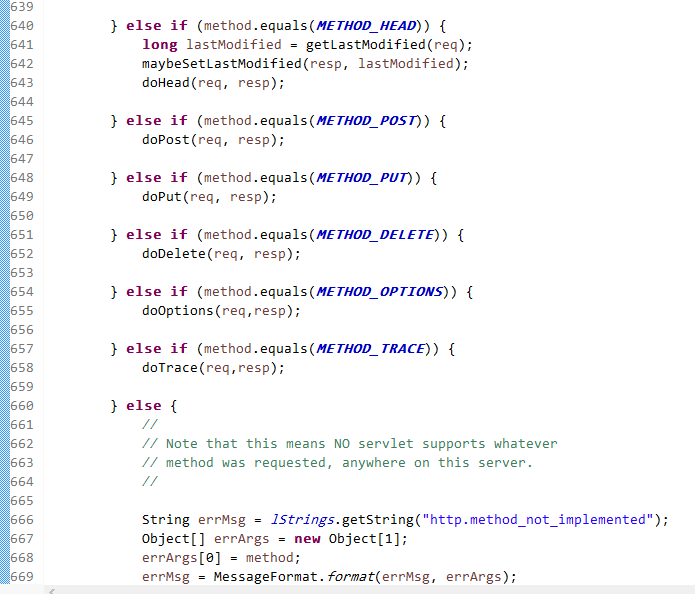 639
640 } else if (method.equals(METHOD_HEAD)) {
641 long lastModified = getLastModified(req);
642 maybeSetLastModified(resp, lastModified);
643 doHead(req, resp);
644
645 } else if (method.equals(METHOD_POST)) {
646 doPost(req, resp);
647
648 } else if (method.equals(METHOD_PUT)) {
649 doPut(req, resp);
650
651 } else if (method.equals(METHOD_DELETE)) {
652 doDelete(req, resp);
653
654 } else if (method.equals(METHOD_OPTIONS)) {
655 doOptions(req,resp);
656
657 } else if (method.equals(METHOD_TRACE)) {
658 doTrace(req,resp);
659
660 } else {
661 //
662 // Note that this means NO servlet supports whatever
663 // method was requested, anywhere on this server.
664 //
665
666 String errMsg = lStrings.getString("http.method_not_implemented");
667 Object[] errArgs = new Object[1];
668 errArgs[0] = method;
669 errMsg = MessageFormat.format(errMsg, errArgs);